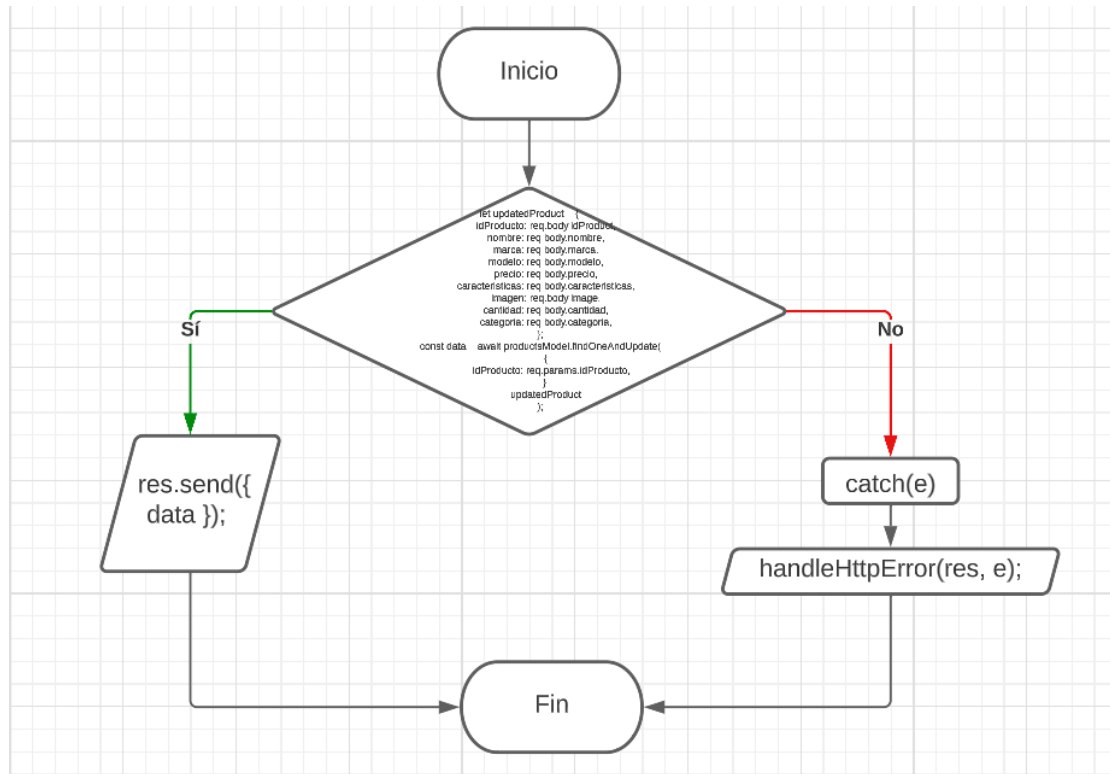 Inicio
let updatedProduct {
idProducto: req.body idProduct,
nombre: req body.nombre,
marca: req body.marca.
modelo: req body.modelo,
precio: req body.precio,
caracteristicas: req body.caracteristicas,
imagen: req.body image.
cantidad: req body.cantidad,
categoria: req body.categoria,
};
const data await productsModel.findOneAndUpdate(
{
idProducto: req.params.idProducto,
}
updatedProduct
);
Sí
No
res.send({
data });
catch(e)
handleHttpError(res, e);
Fin